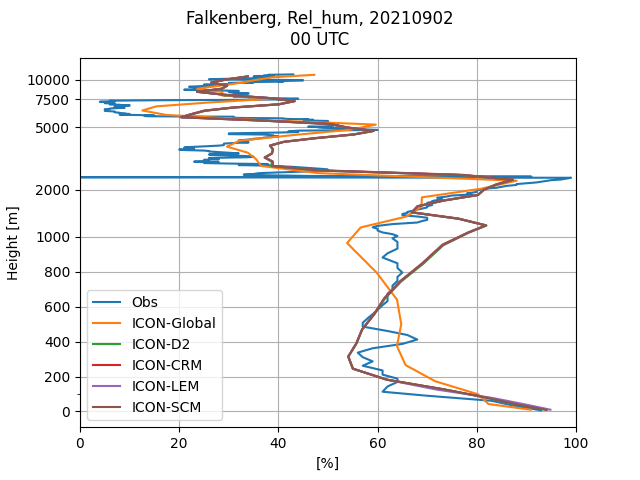 Falkenberg, Rel_hum, 20210902
00 UTC
Height [m]
10000
7500
5000
2000
1000
800
600
400
200
0
Obs
ICON-Global
ICON-D2
ICON-CRM
ICON-LEM
ICON-SCM
0 20 40 60 80 100
[%]